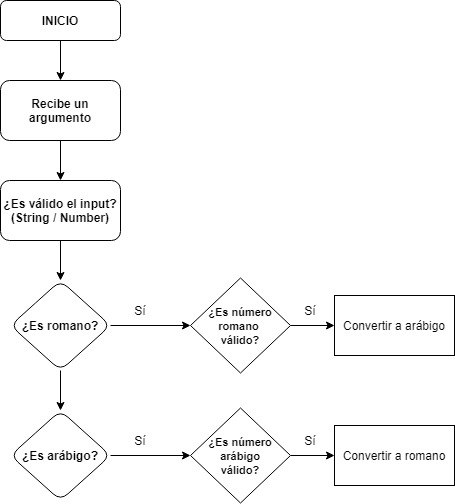 INICIO
Recibe un
argumento
¿Es válido el input?
(String / Number)
¿Es romano?
Sí
¿Es número
romano
válido?
Sí
Convertir a arábigo
¿Es arábigo?
Sí
¿Es número
arábigo
válido?
Sí
Convertir a romano